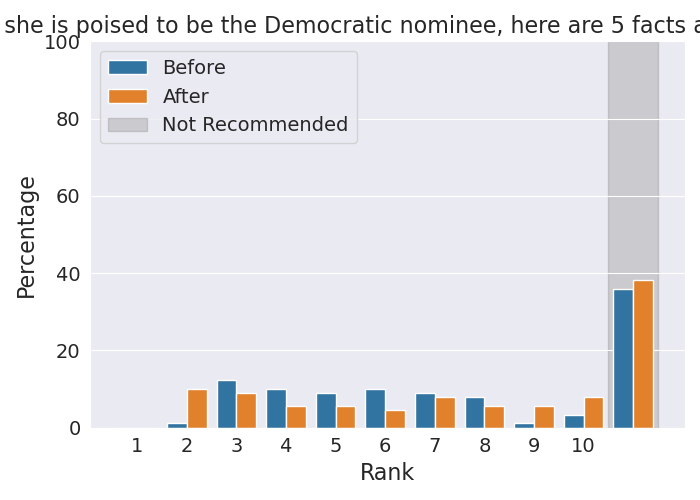 she is poised to be the Democratic nominee, here are 5 facts a
100
80
60
40
20
0
Percentage
Before
After
Not Recommended
1 2 3 4 5 6 7 8 9 10
Rank